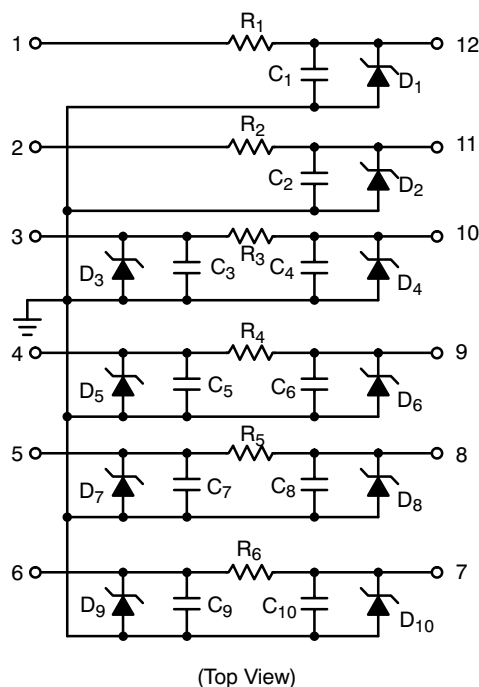 1 R1 12
C1 D1
2 R2 11
C2 D2
3 10
D3 C3 R3 C4 D4
4 R4 9
D5 C5 C6 D6
5 R5 8
D7 C7 C8 D8
6 R6 7
D9 C9 C10 D10
(Top View)